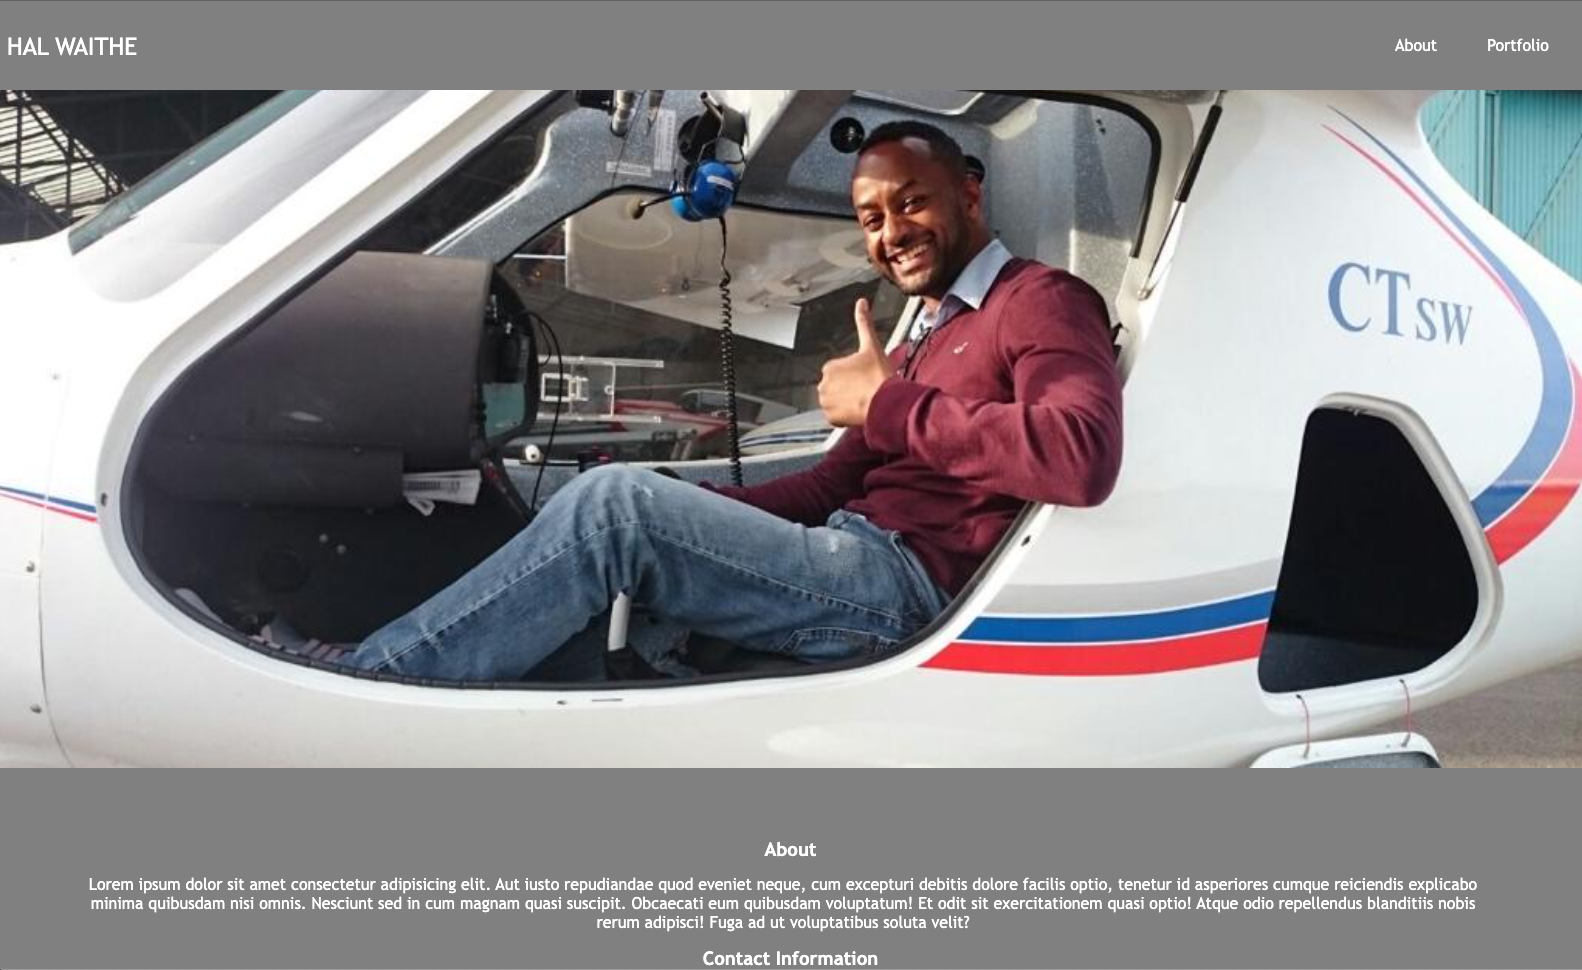 HAL WAITHE
About
Portfolio
CT SW
About
Lorem ipsum dolor sit amet consectetur adipisicing elit. Aut iusto repudiandae quod eveniet neque, cum excepturi debitis dolore facilis optio, tenetur id asperiores cumque reiciendis explicabo
minima quibusdam nisi omnis. Nesciunt sed in cum magnam quasi suscipit. Obcaecati eum quibusdam voluptatum! Et odit sit exercitationem quasi optio! Atque odio repellendus blanditiis nobis
rerum adipisci! Fuga ad ut voluptatibus soluta velit?
Contact Information